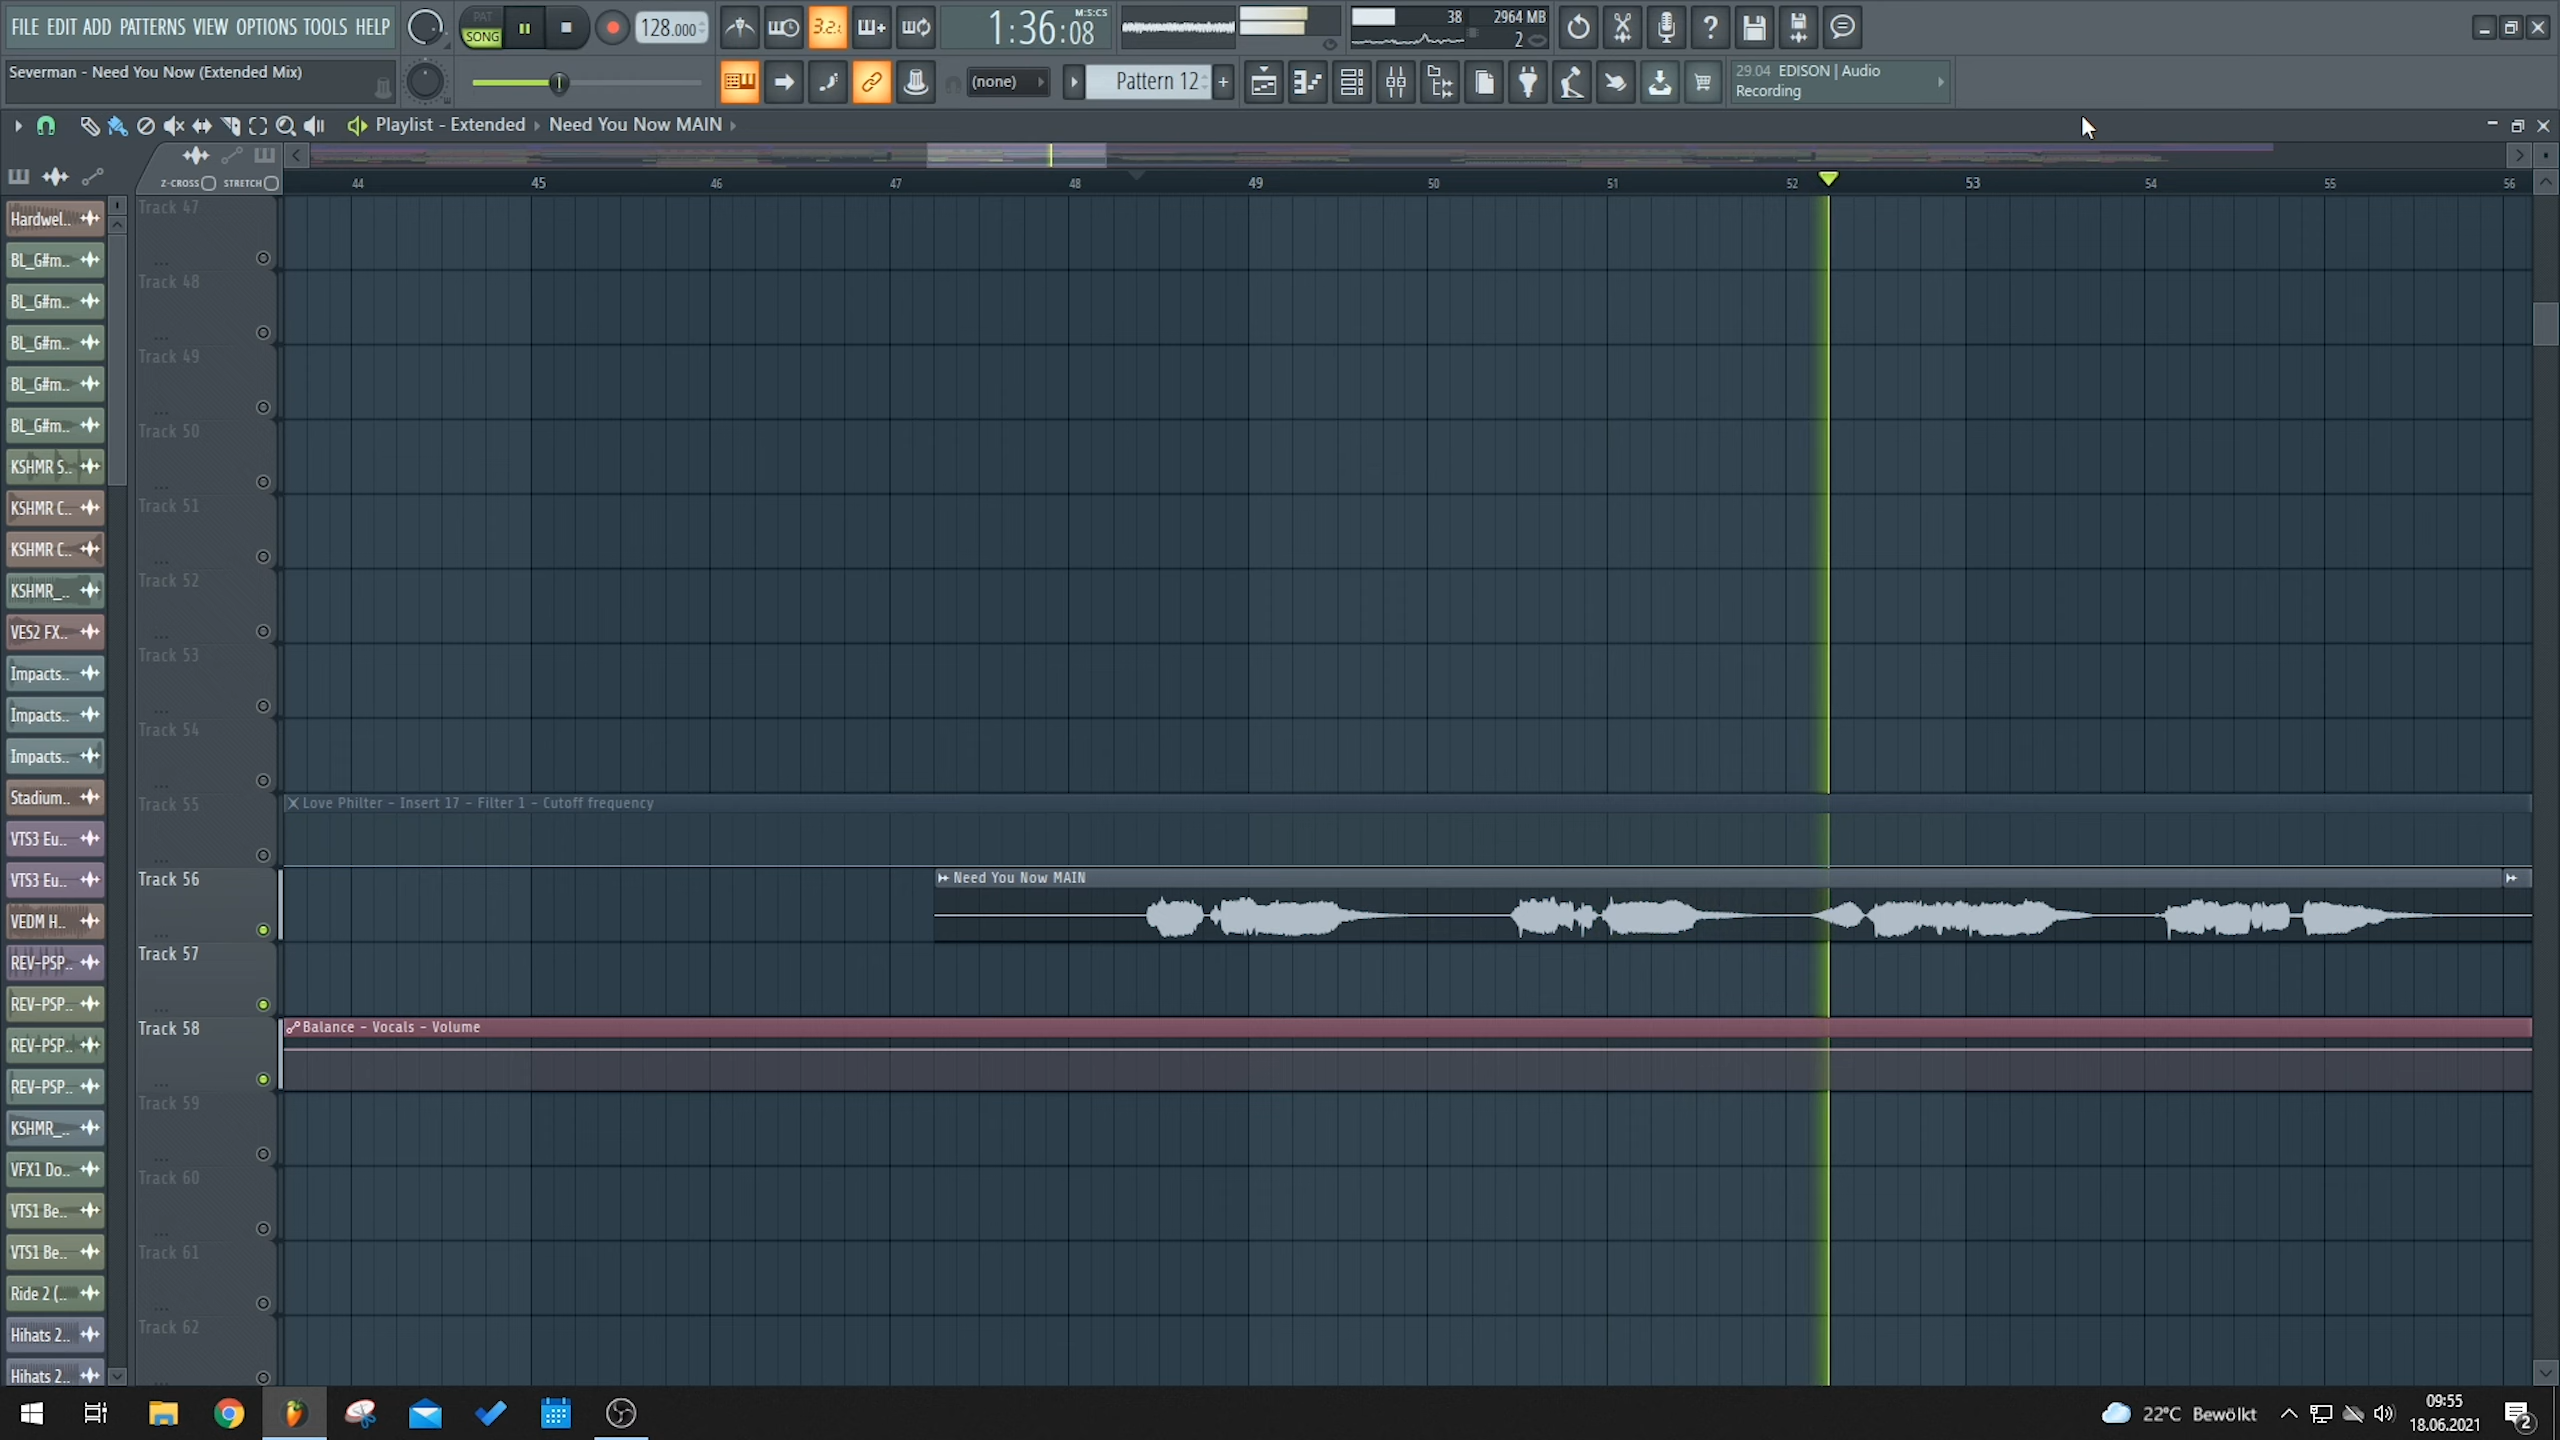 FILE EDIT ADD PATTERNS VIEW OPTIONS TOOLS HELP
PAT
SONG
128.000
3.2.
1:36:08
M:S:CS
38
2964 MB
2
Severman - Need You Now (Extended Mix)
(none)
Pattern 12
29.04 EDISON | Audio
Recording
Playlist - Extended › Need You Now MAIN ›
Z-CROSS
STRETCH
44 45 46 47 48 49 50 51 52 53 54 55 56
Hardwel..
BL_G#m..
BL_G#m..
BL_G#m..
BL_G#m..
BL_G#m..
KSHMR S..
KSHMR C..
KSHMR C..
KSHMR_..
VES2 FX..
Impacts..
Impacts..
Impacts..
Stadium..
VTS3 Eu..
VTS3 Eu..
VEDM H..
REV-PSP..
REV-PSP..
REV-PSP..
REV-PSP..
KSHMR_..
VFX1 Do..
VTS1 Be..
VTS1 Be..
Ride 2 (..
Hihats 2..
Hihats 2..
Track 47
Track 48
Track 49
Track 50
Track 51
Track 52
Track 53
Track 54
Track 55
Love Philter - Insert 17 - Filter 1 - Cutoff frequency
Track 56
Need You Now MAIN
Track 57
Track 58
Balance - Vocals - Volume
Track 59
Track 60
Track 61
Track 62
22°C Bewölkt
09:55
18.06.2021
2